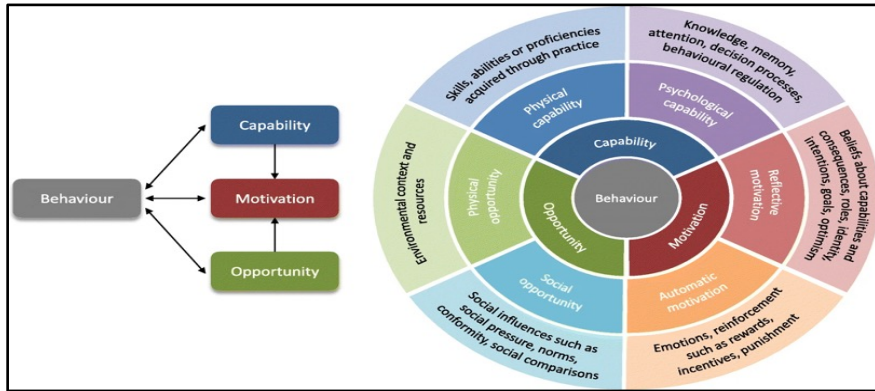 Capability
Behaviour
Motivation
Opportunity
Skills, abilities or proficiencies
acquired through practice
Knowledge, memory,
attention, decision processes,
behavioural regulation
Physical
capability
Psychological
capability
Capability
Environmental context and
resources
Physical
opportunity
Opportunity
Behaviour
Motivation
Reflective
motivation
Beliefs about capabilities and
consequences, roles, identity,
intentions, goals, optimism
Social
opportunity
Automatic
motivation
Social influences such as
social pressure, norms,
conformity, social comparisons
Emotions, reinforcement
such as rewards,
incentives, punishment